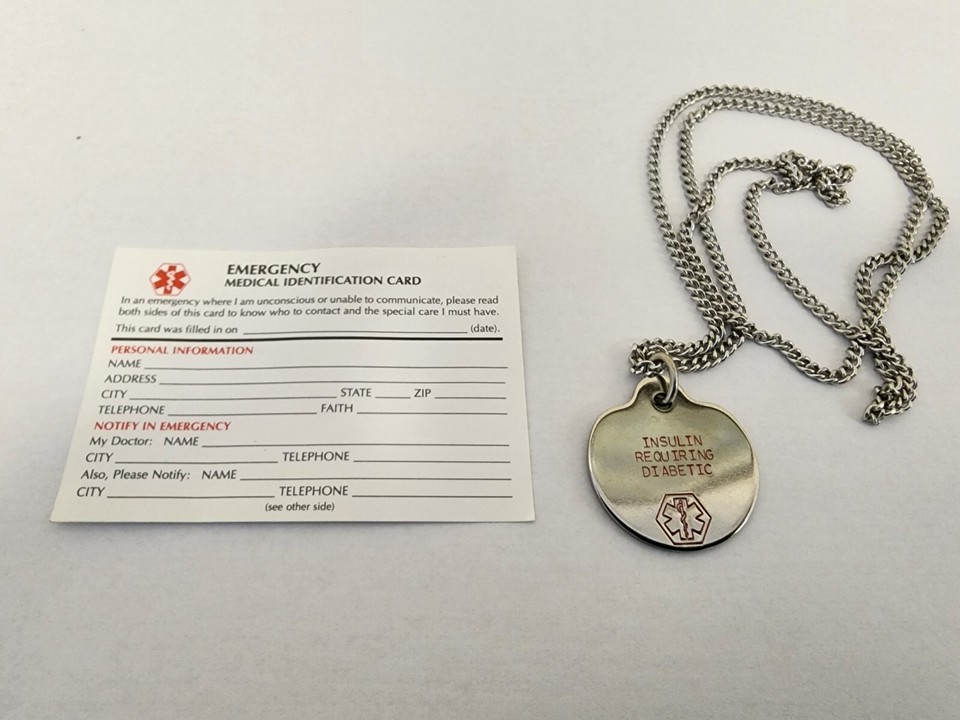 EMERGENCY
MEDICAL IDENTIFICATION CARD
In an emergency where I am unconscious or unable to communicate, please read
both sides of this card to know who to contact and the special care I must have.
This card was filled in on (date).
PERSONAL INFORMATION
NAME
ADDRESS
CITY STATE ZIP
TELEPHONE FAITH
NOTIFY IN EMERGENCY
My Doctor: NAME
CITY TELEPHONE
Also, Please Notify: NAME
CITY TELEPHONE
(see other side)
INSULIN
REQUIRING
DIABETIC